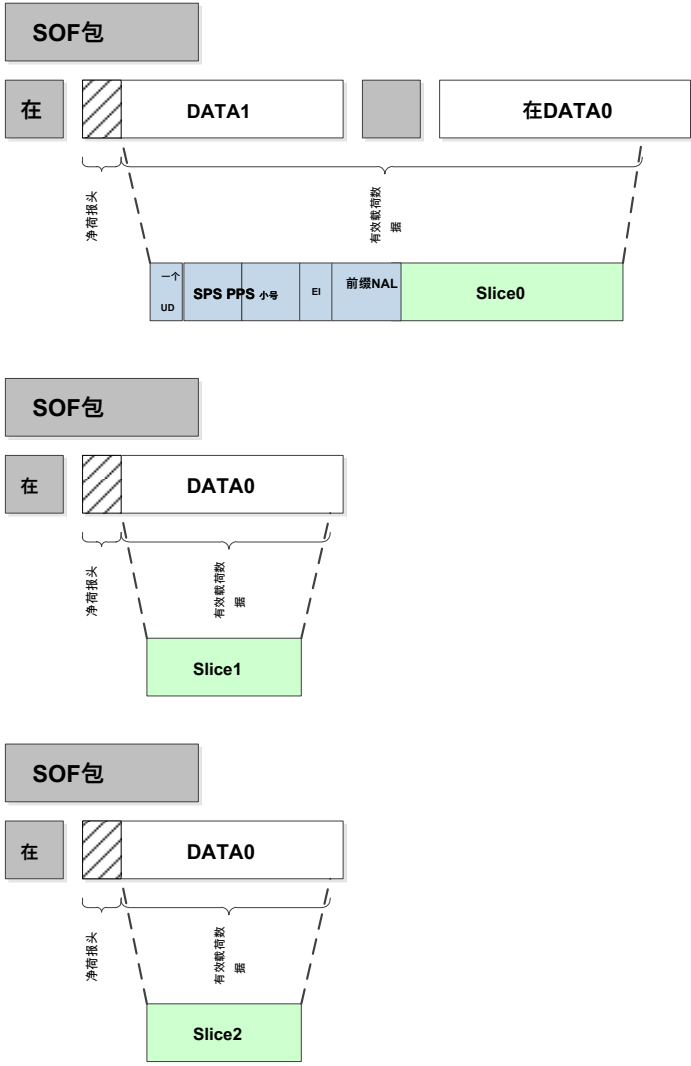 SOF包
在
DATA1
在DATA0
净荷报头
有效载荷数
据
一个
UD
SPS PPS 小号
EI
前缀NAL
Slice0
SOF包
在
DATA0
净荷报头
有效载荷数
据
Slice1
SOF包
在
DATA0
净荷报头
有效载荷数
据
Slice2